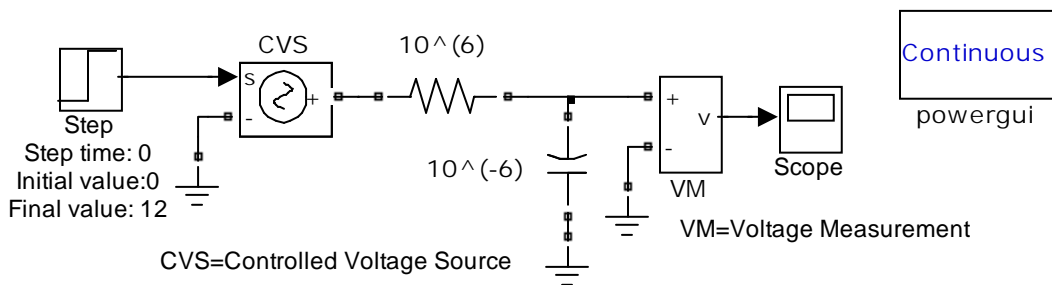 CVS
10^(6)
Continuous
powergui
s
+
-
Step
Step time: 0
Initial value:0
Final value: 12
10^(-6)
+
-
v
VM
Scope
VM=Voltage Measurement
CVS=Controlled Voltage Source